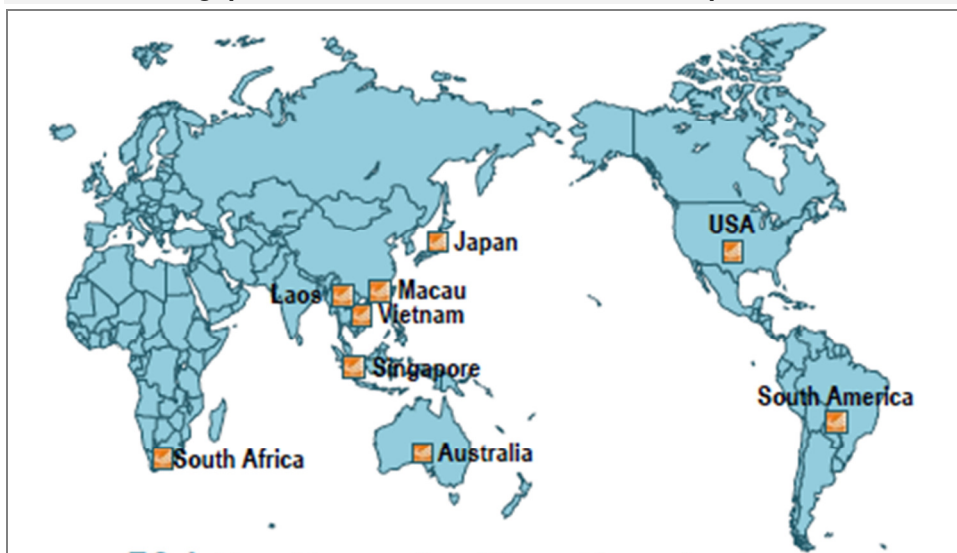 USA
Japan
Laos
Macau
Vietnam
Singapore
South America
South Africa
Australia